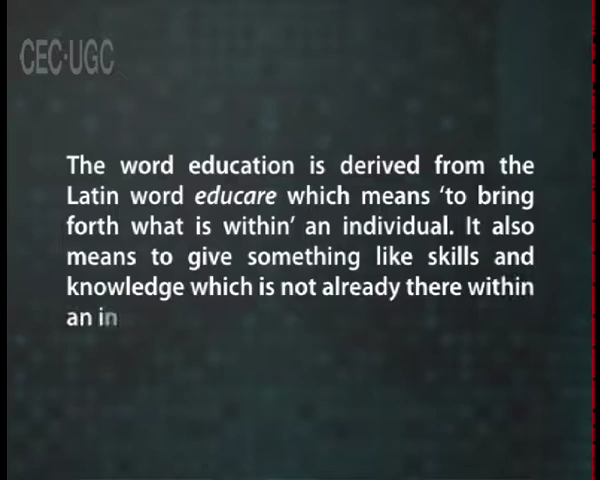 CEC-UGC
The word education is derived from the
Latin word educare which means ‘to bring
forth what is within’ an individual. It also
means to give something like skills and
knowledge which is not already there within
an in